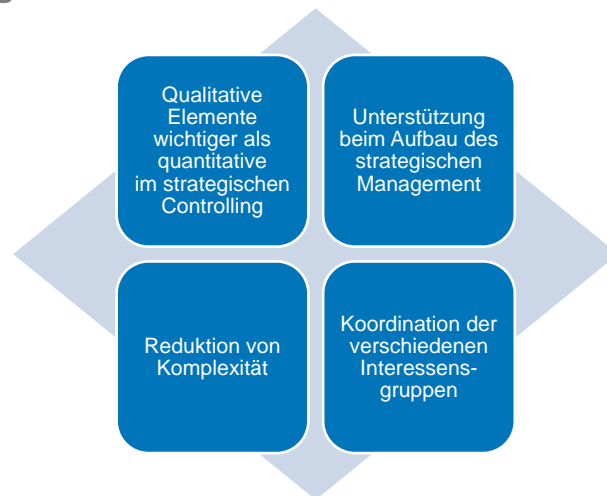 Qualitative
Elemente
wichtiger als
quantitative
im strategischen
Controlling
Unterstützung
beim Aufbau des
strategischen
Management
Reduktion von
Komplexität
Koordination der
verschiedenen
Interessens-
gruppen